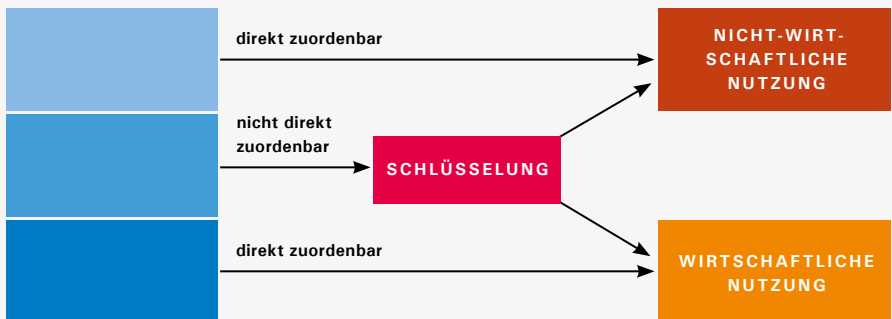 direkt zuordenbar
NICHT-WIRT-
SCHAFTLICHE
NUTZUNG
nicht direkt
zuordenbar
SCHLÜSSELUNG
direkt zuordenbar
WIRTSCHAFTLICHE
NUTZUNG